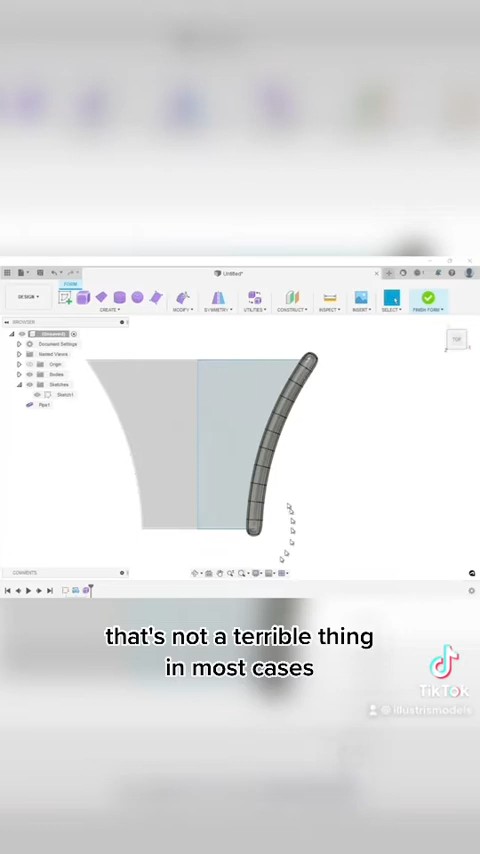 Untitled*
FORM
DESIGN
CREATE
MODIFY
SYMMETRY
UTILITIES
CONSTRUCT
INSPECT
INSERT
SELECT
FINISH FORM
BROWSER
TOP
(Unsaved)
Document Settings
Named Views
Origin
Bodies
Sketches
Sketch1
Pipe1
COMMENTS
that's not a terrible thing
in most cases
TikTok
@illustrismodels